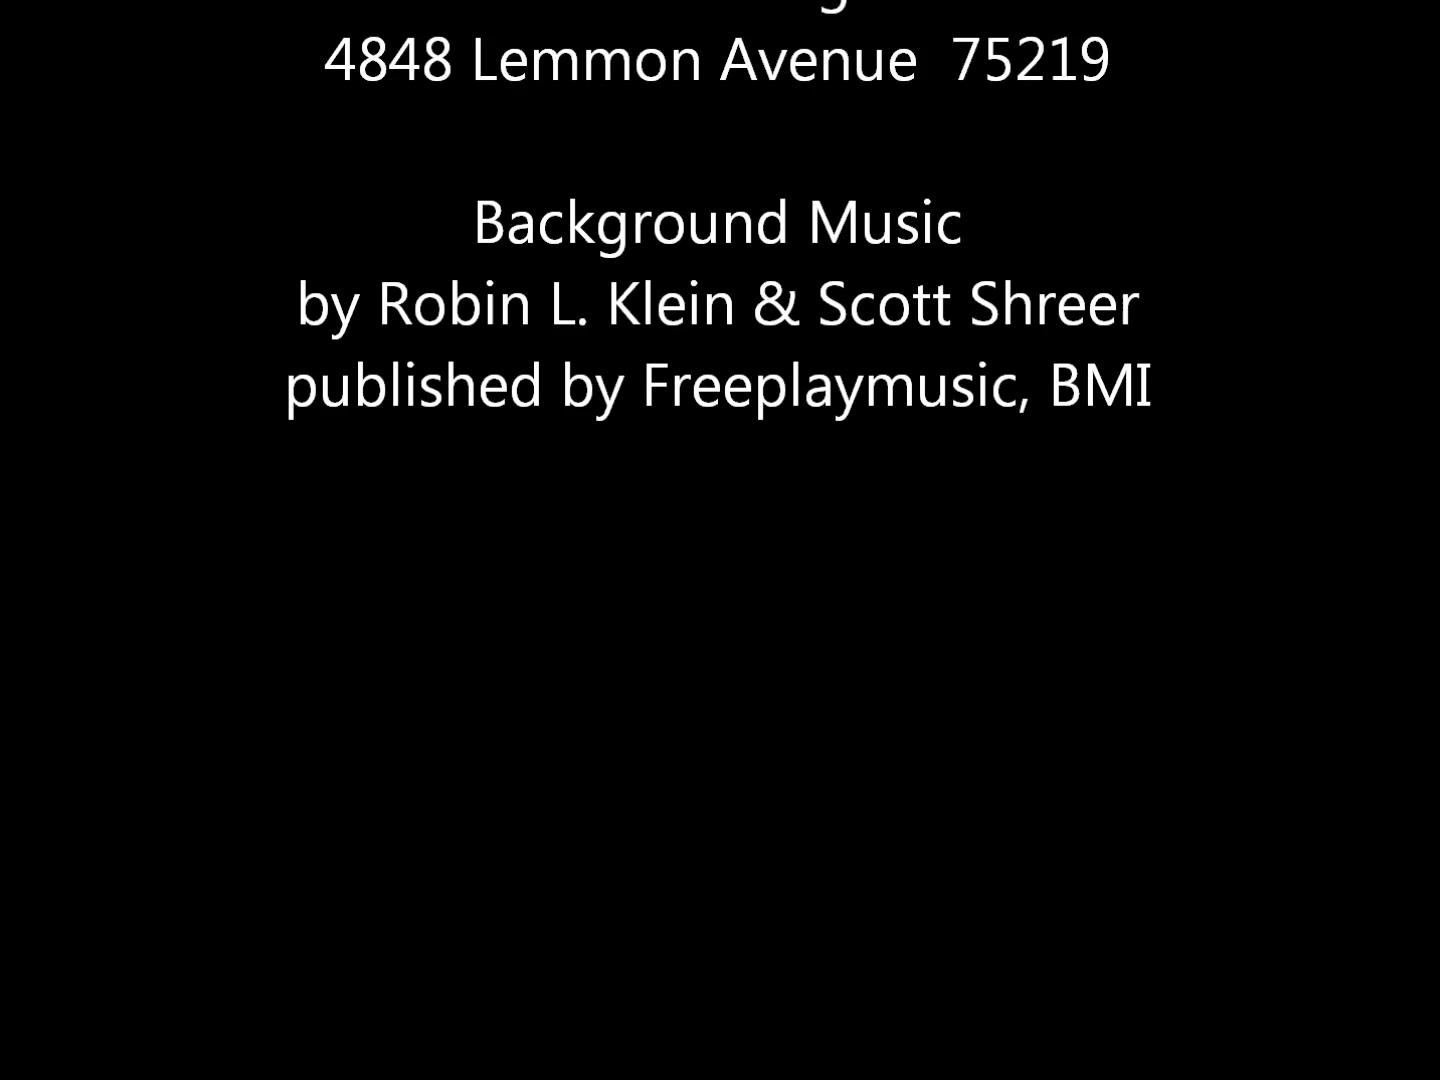 4848 Lemmon Avenue  75219
Background Music
by Robin L. Klein & Scott Shreer
published by Freeplaymusic, BMI